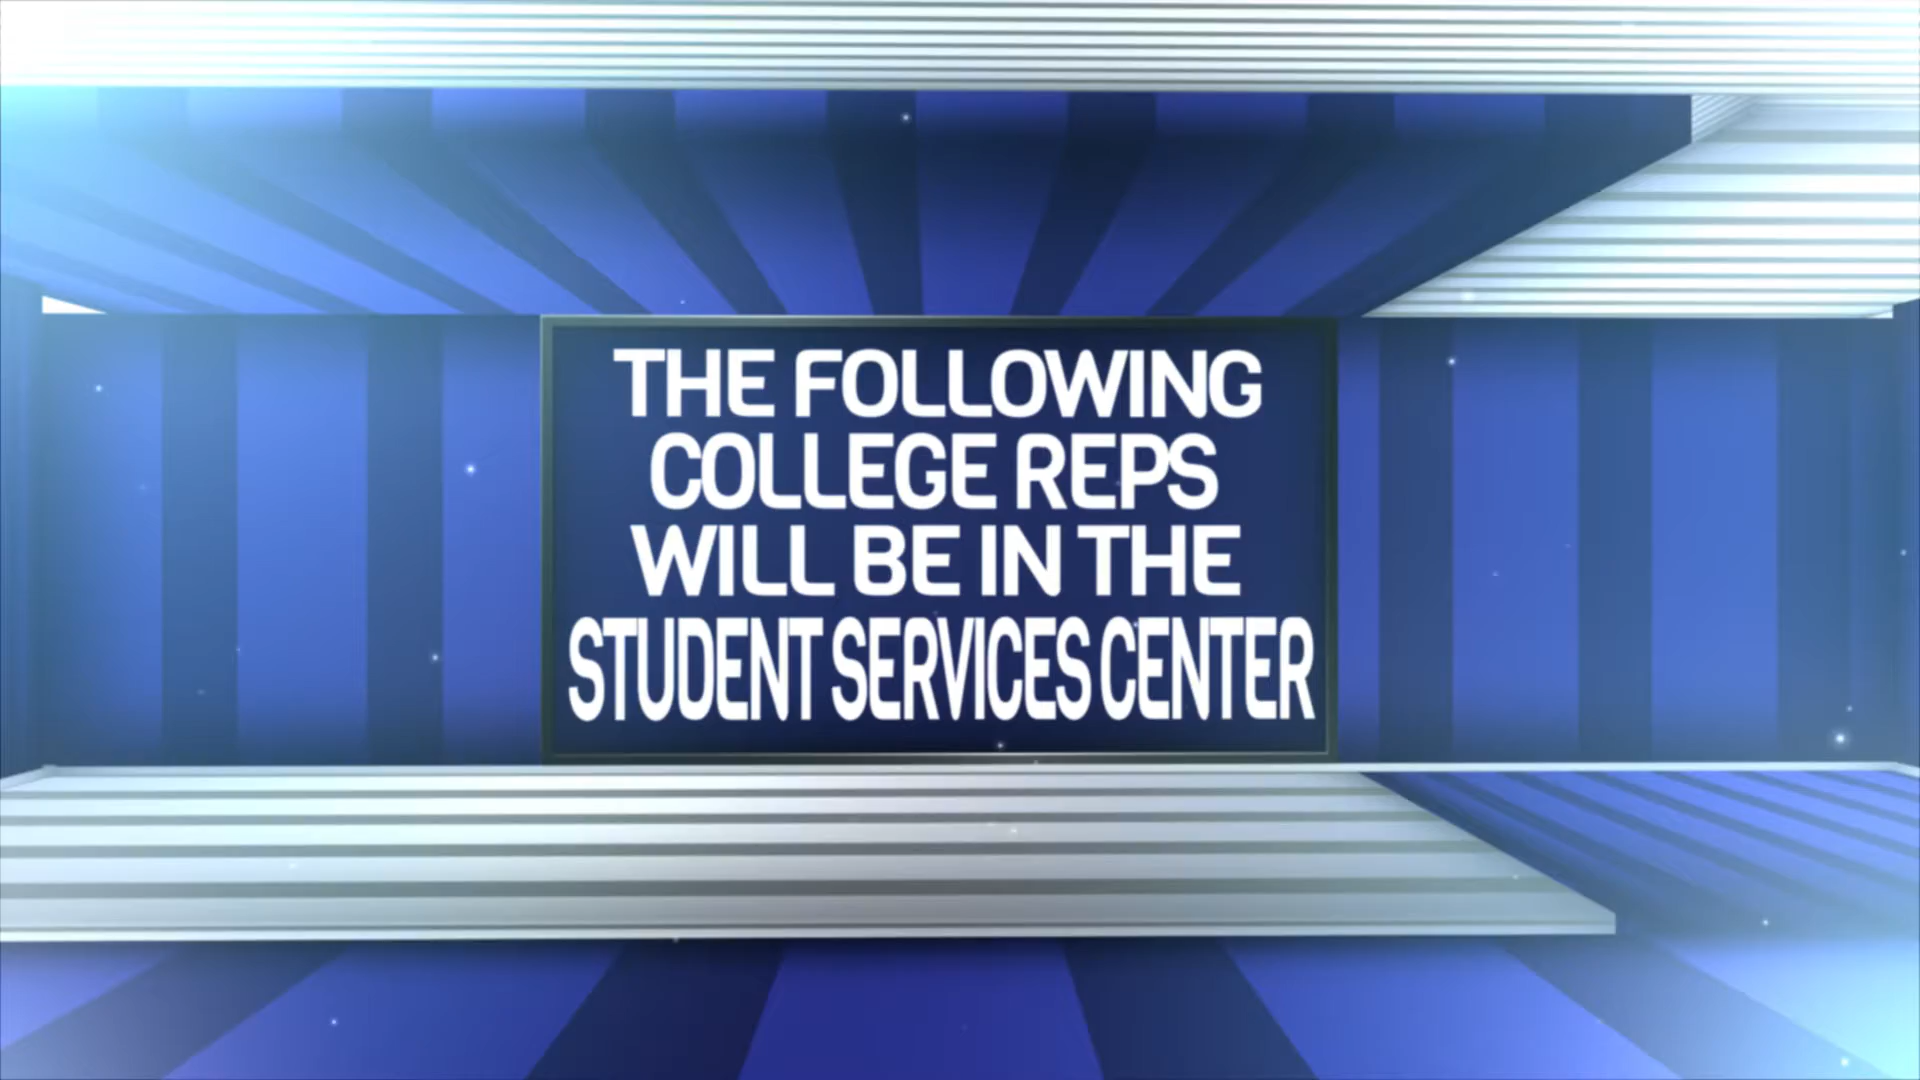 THE FOLLOWING
COLLEGE REPS
WILL BE IN THE
STUDENT SERVICES CENTER